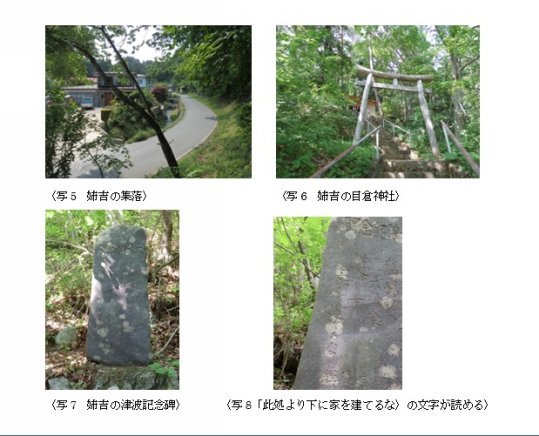 〈写5　姉吉の集落〉
〈写6　姉吉の目倉神社〉
〈写7　姉吉の津波記念碑〉
〈写8「此処より下に家を建てるな〉の文字が読める〉